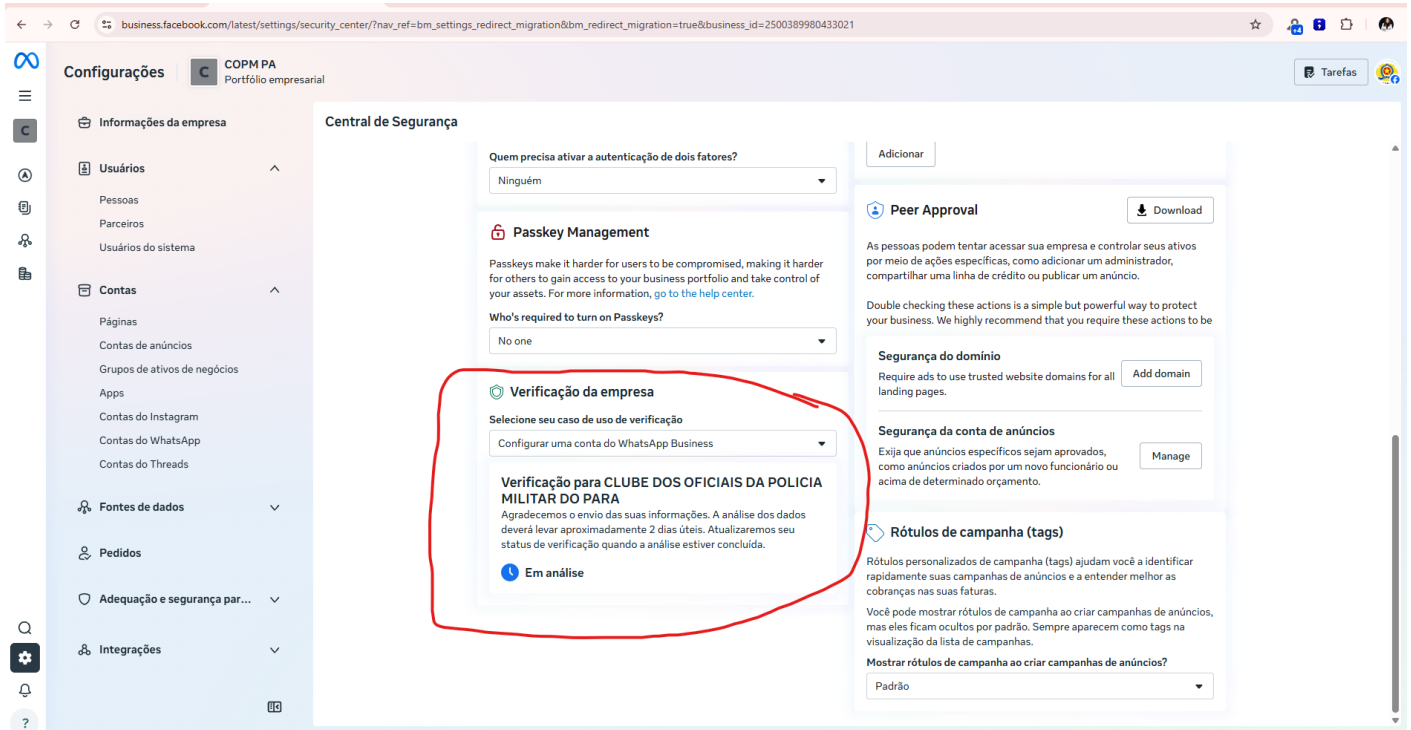 business.facebook.com/latest/settings/security_center/?nav_ref=bm_settings_redirect_migration&bm_redirect_migration=true&business_id=2500389980433021
+4
Configurações
C
COPM PA
Portfólio empresarial
Tarefas
C
Informações da empresa
Usuários
Pessoas
Parceiros
Usuários do sistema
Contas
Páginas
Contas de anúncios
Grupos de ativos de negócios
Apps
Contas do Instagram
Contas do WhatsApp
Contas do Threads
Fontes de dados
Pedidos
Adequação e segurança par...
Integrações
?
Central de Segurança
Quem precisa ativar a autenticação de dois fatores?
Ninguém
Passkey Management
Passkeys make it harder for users to be compromised, making it harder
for others to gain access to your business portfolio and take control of
your assets. For more information, go to the help center.
Who's required to turn on Passkeys?
No one
Verificação da empresa
Selecione seu caso de uso de verificação
Configurar uma conta do WhatsApp Business
Verificação para CLUBE DOS OFICIAIS DA POLICIA
MILITAR DO PARA
Agradecemos o envio das suas informações. A análise dos dados
deverá levar aproximadamente 2 dias úteis. Atualizaremos seu
status de verificação quando a análise estiver concluída.
Em análise
Adicionar
Peer Approval
Download
As pessoas podem tentar acessar sua empresa e controlar seus ativos
por meio de ações específicas, como adicionar um administrador,
compartilhar uma linha de crédito ou publicar um anúncio.
Double checking these actions is a simple but powerful way to protect
your business. We highly recommend that you require these actions to be
Segurança do domínio
Require ads to use trusted website domains for all
landing pages.
Add domain
Segurança da conta de anúncios
Exija que anúncios específicos sejam aprovados,
como anúncios criados por um novo funcionário ou
acima de determinado orçamento.
Manage
Rótulos de campanha (tags)
Rótulos personalizados de campanha (tags) ajudam você a identificar
rapidamente suas campanhas de anúncios e a entender melhor as
cobranças nas suas faturas.
Você pode mostrar rótulos de campanha ao criar campanhas de anúncios,
mas eles ficam ocultos por padrão. Sempre aparecem como tags na
visualização da lista de campanhas.
Mostrar rótulos de campanha ao criar campanhas de anúncios?
Padrão